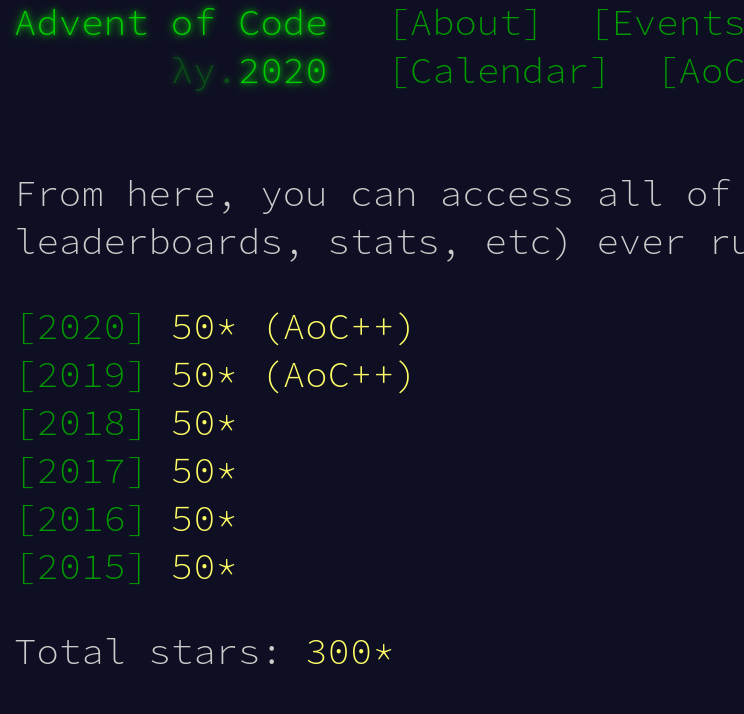 Advent of Code [About] [Events
λy.2020 [Calendar] [AoC
From here, you can access all of
leaderboards, stats, etc) ever ru
[2020] 50* (AoC++)
[2019] 50* (AoC++)
[2018] 50*
[2017] 50*
[2016] 50*
[2015] 50*
Total stars: 300*